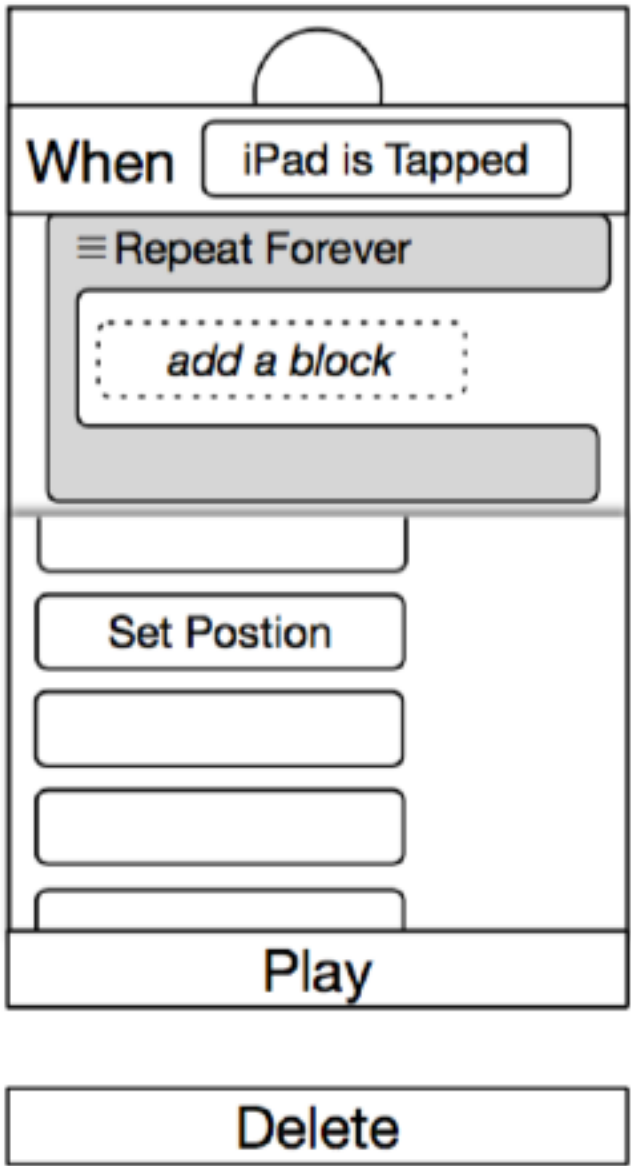 When iPad is Tapped
Repeat Forever
add a block
Set Postion
Play
Delete